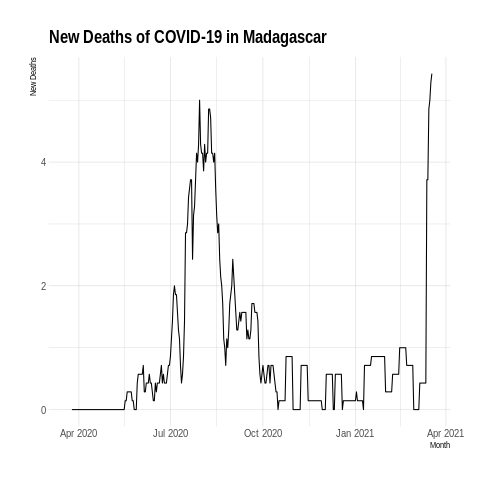 New Deaths of COVID-19 in Madagascar
New Deaths
4
2
0
Apr 2020
Jul 2020
Oct 2020
Jan 2021
Apr 2021
Month